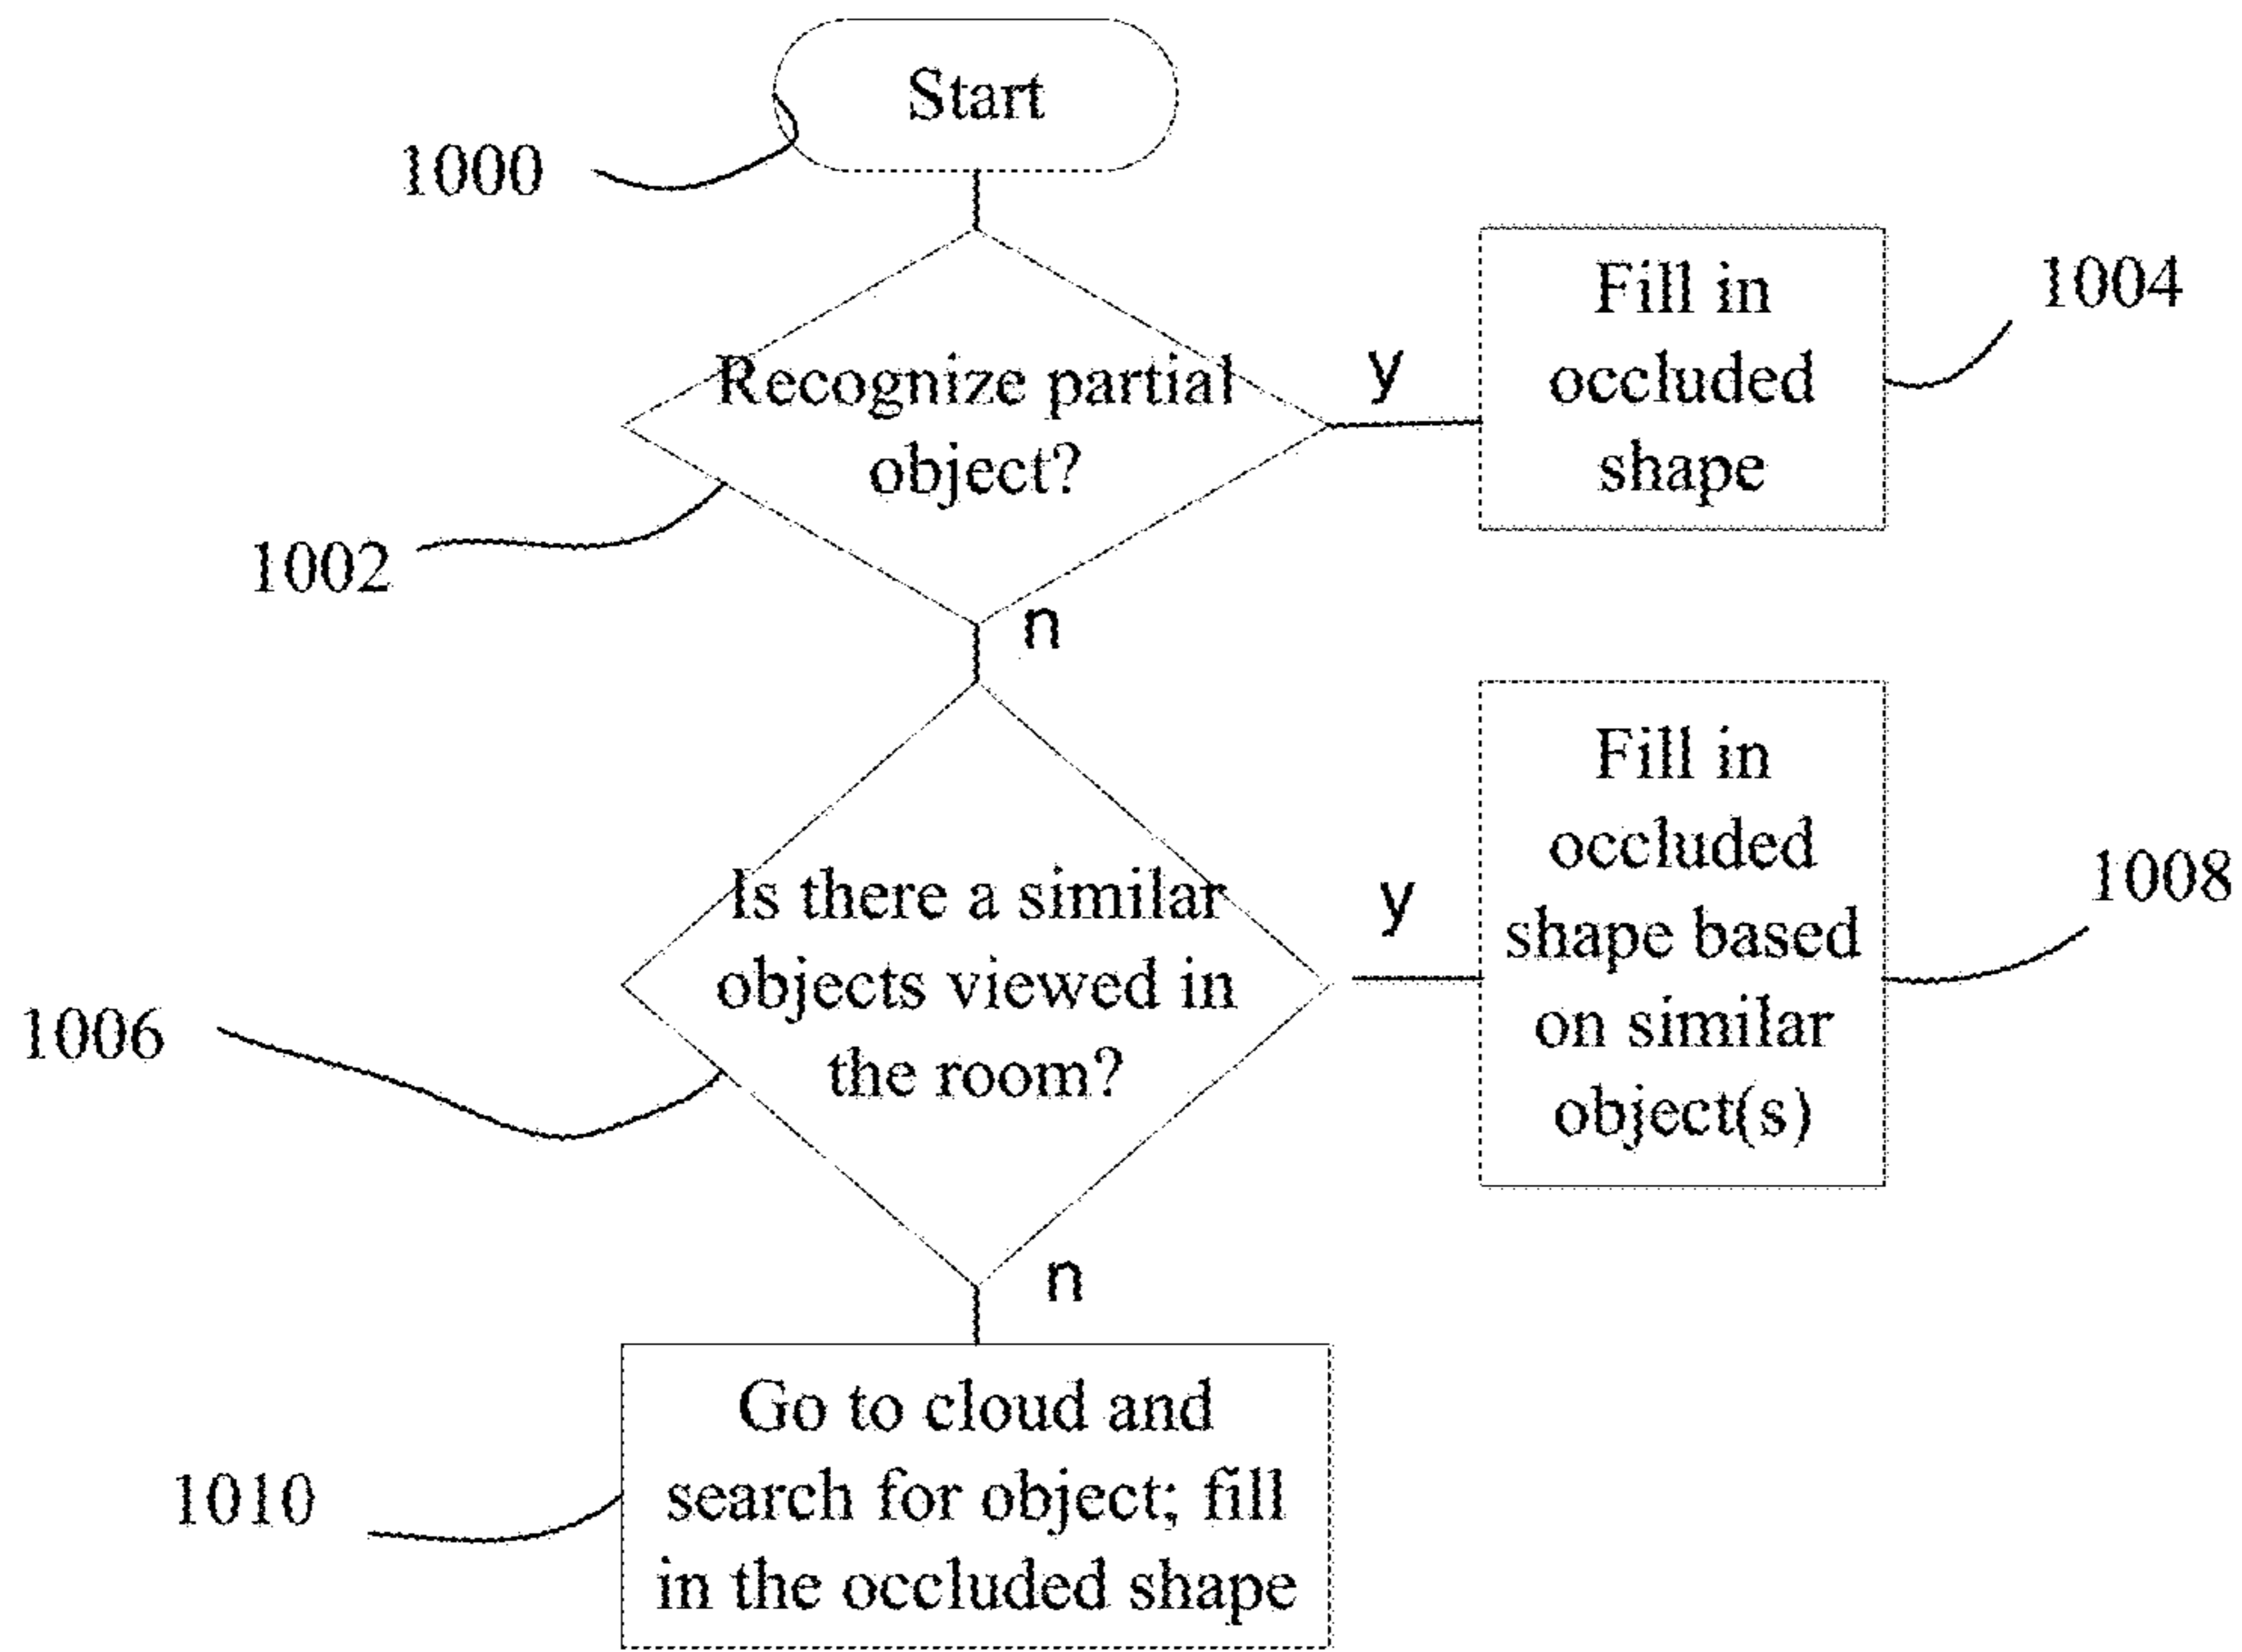 Start
1000
Fill in
occluded
shape
1004
Recognize partial
object?
y
1002
n
Fill in
occluded
shape based
on similar
object(s)
1008
Is there a similar
objects viewed in
the room?
y
1006
n
Go to cloud and
search for object; fill
in the occluded shape
1010